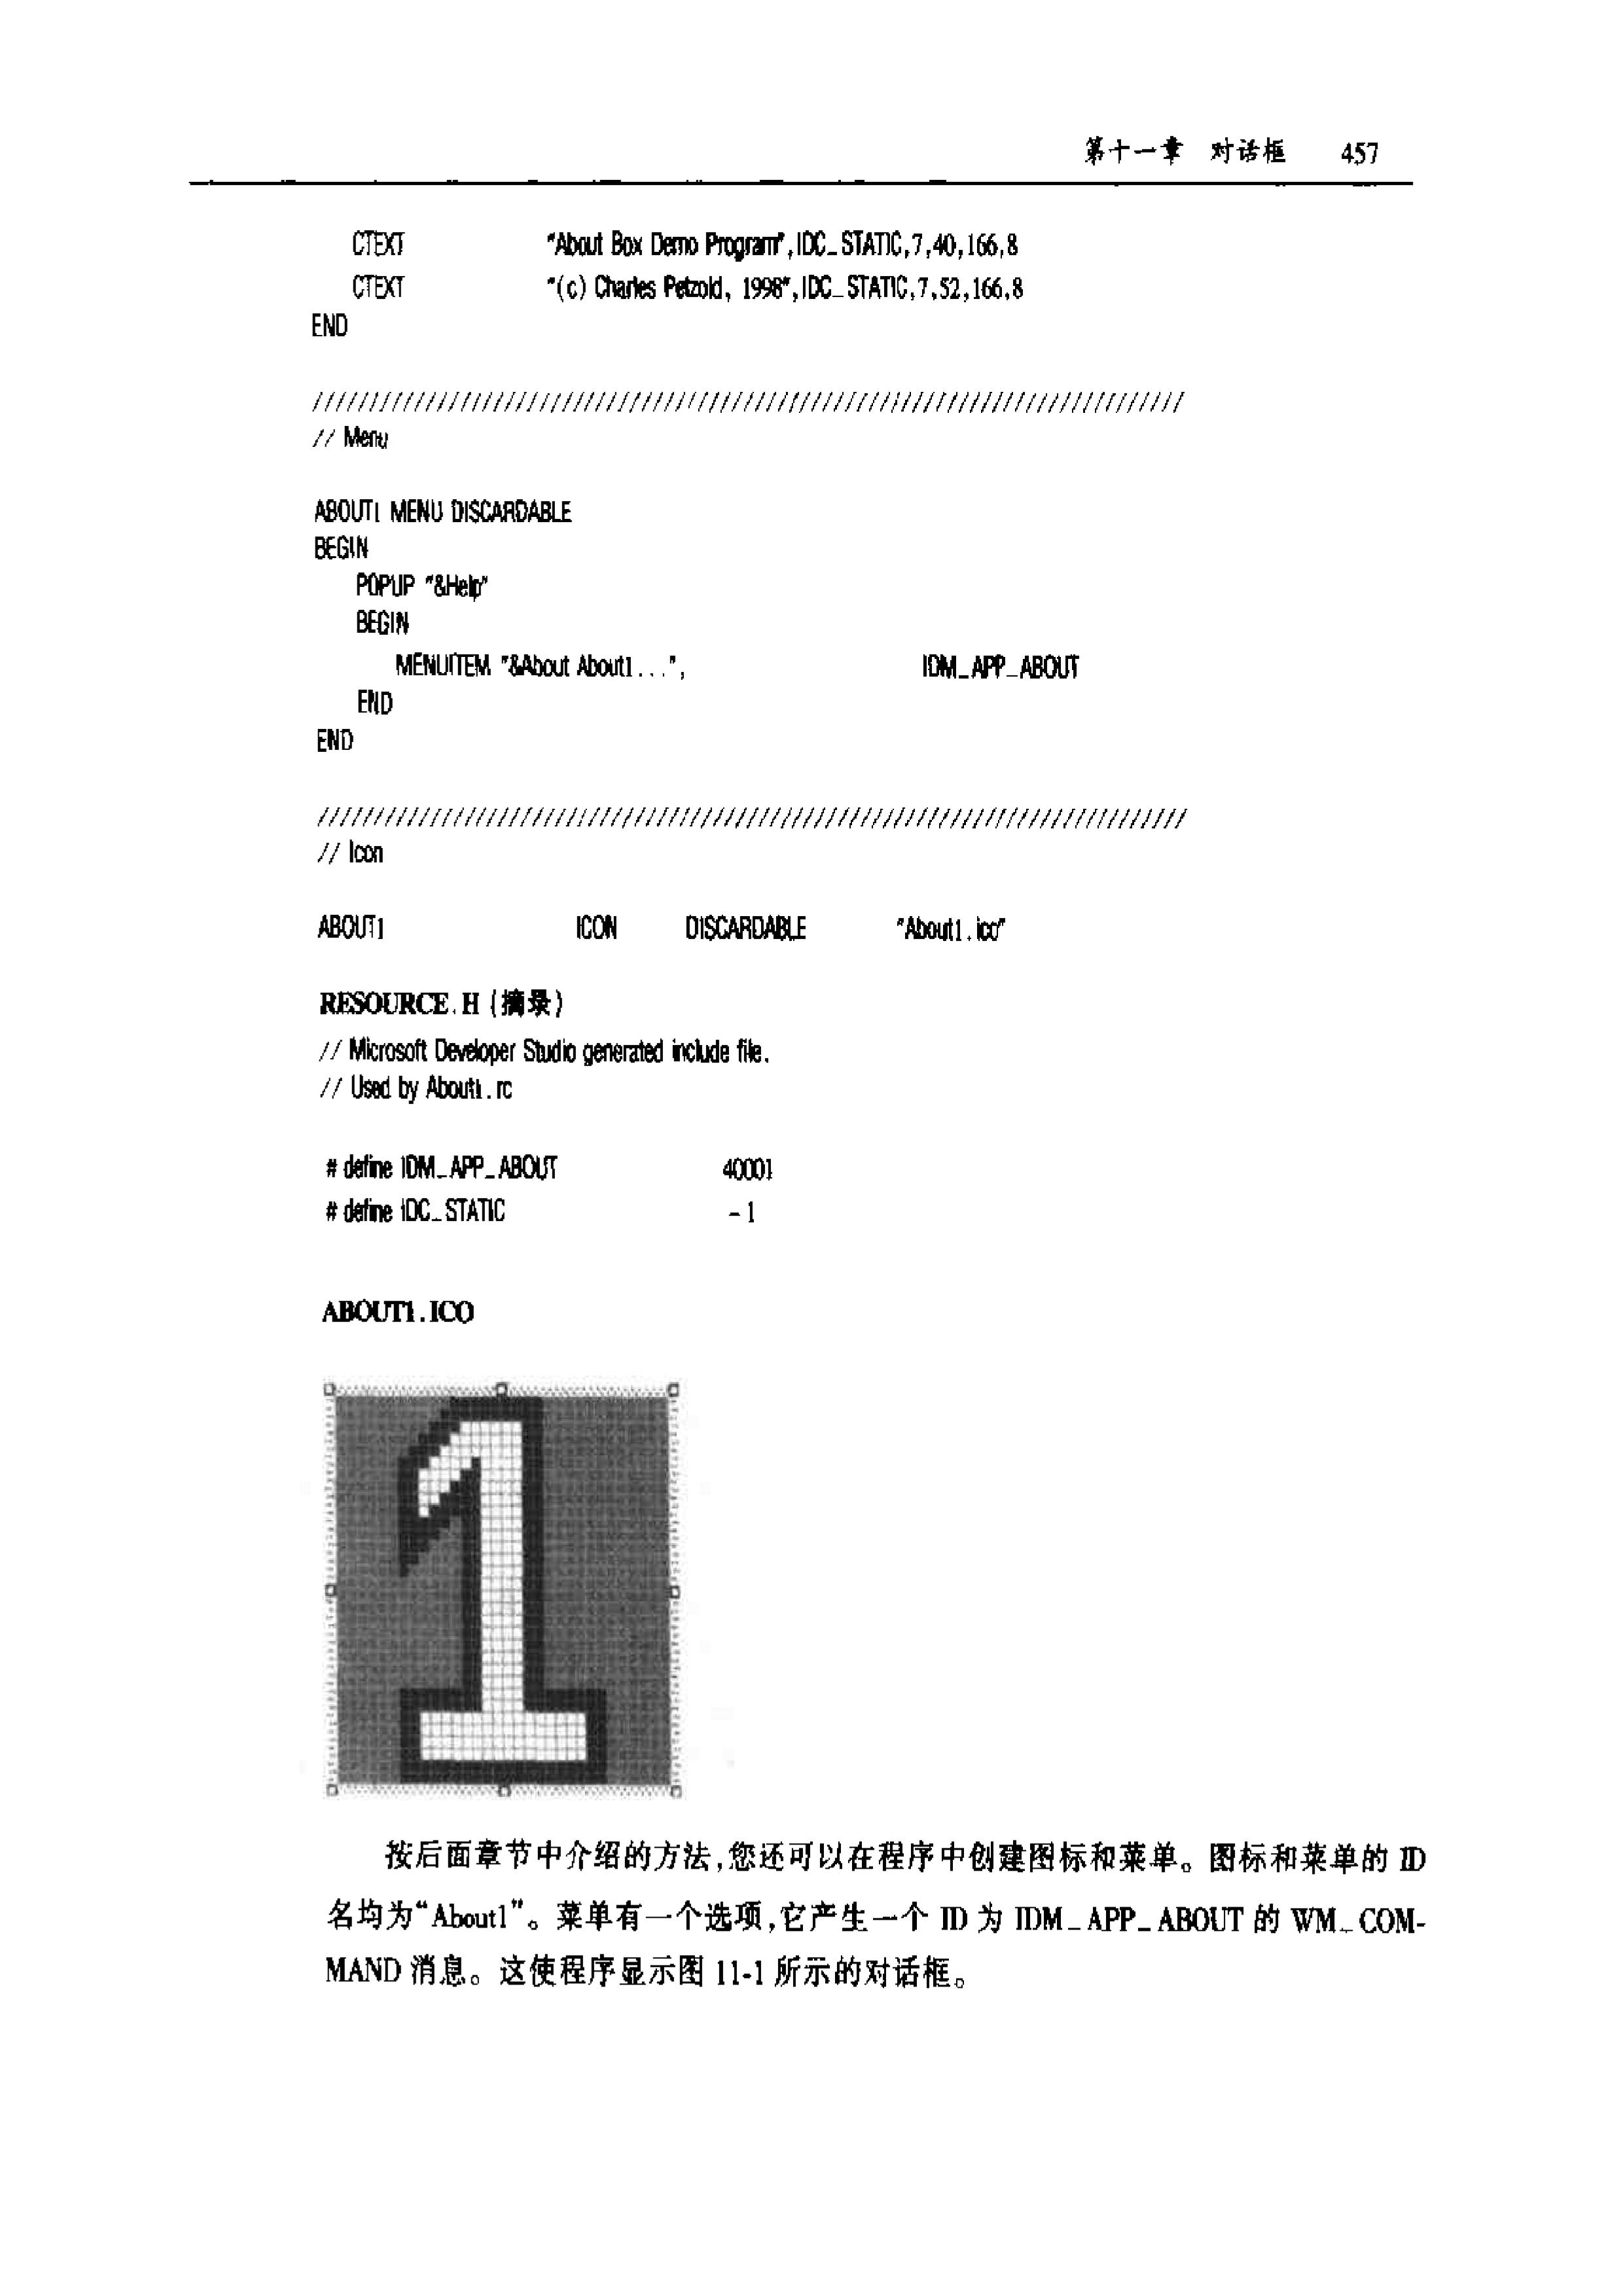 第十一章 对话框 457
CTEXT "About Box Demo Program",IDC_STATIC,7,40,166,8
CTEXT "(c) Charles Petzold, 1998",IDC_STATIC,7,52,166,8
END
//////////////////////////////////////////////////////////////////////////////
// Menu
ABOUT1 MENU DISCARDABLE
BEGIN
POPUP "&Help"
BEGIN
MENUITEM "&About About1...", IDM_APP_ABOUT
END
END
//////////////////////////////////////////////////////////////////////////////
// Icon
ABOUT1 ICON DISCARDABLE "About1.ico"
RESOURCE.H (摘录)
// Microsoft Developer Studio generated include file.
// Used by About1.rc
# define IDM_APP_ABOUT 40001
# define IDC_STATIC -1
ABOUT1.ICO
1
按后面章节中介绍的方法,您还可以在程序中创建图标和菜单。图标和菜单的 ID
名均为“About1”。菜单有一个选项,它产生一个 ID 为 IDM_APP_ABOUT 的 WM_COM-
MAND 消息。这使程序显示图 11-1 所示的对话框。